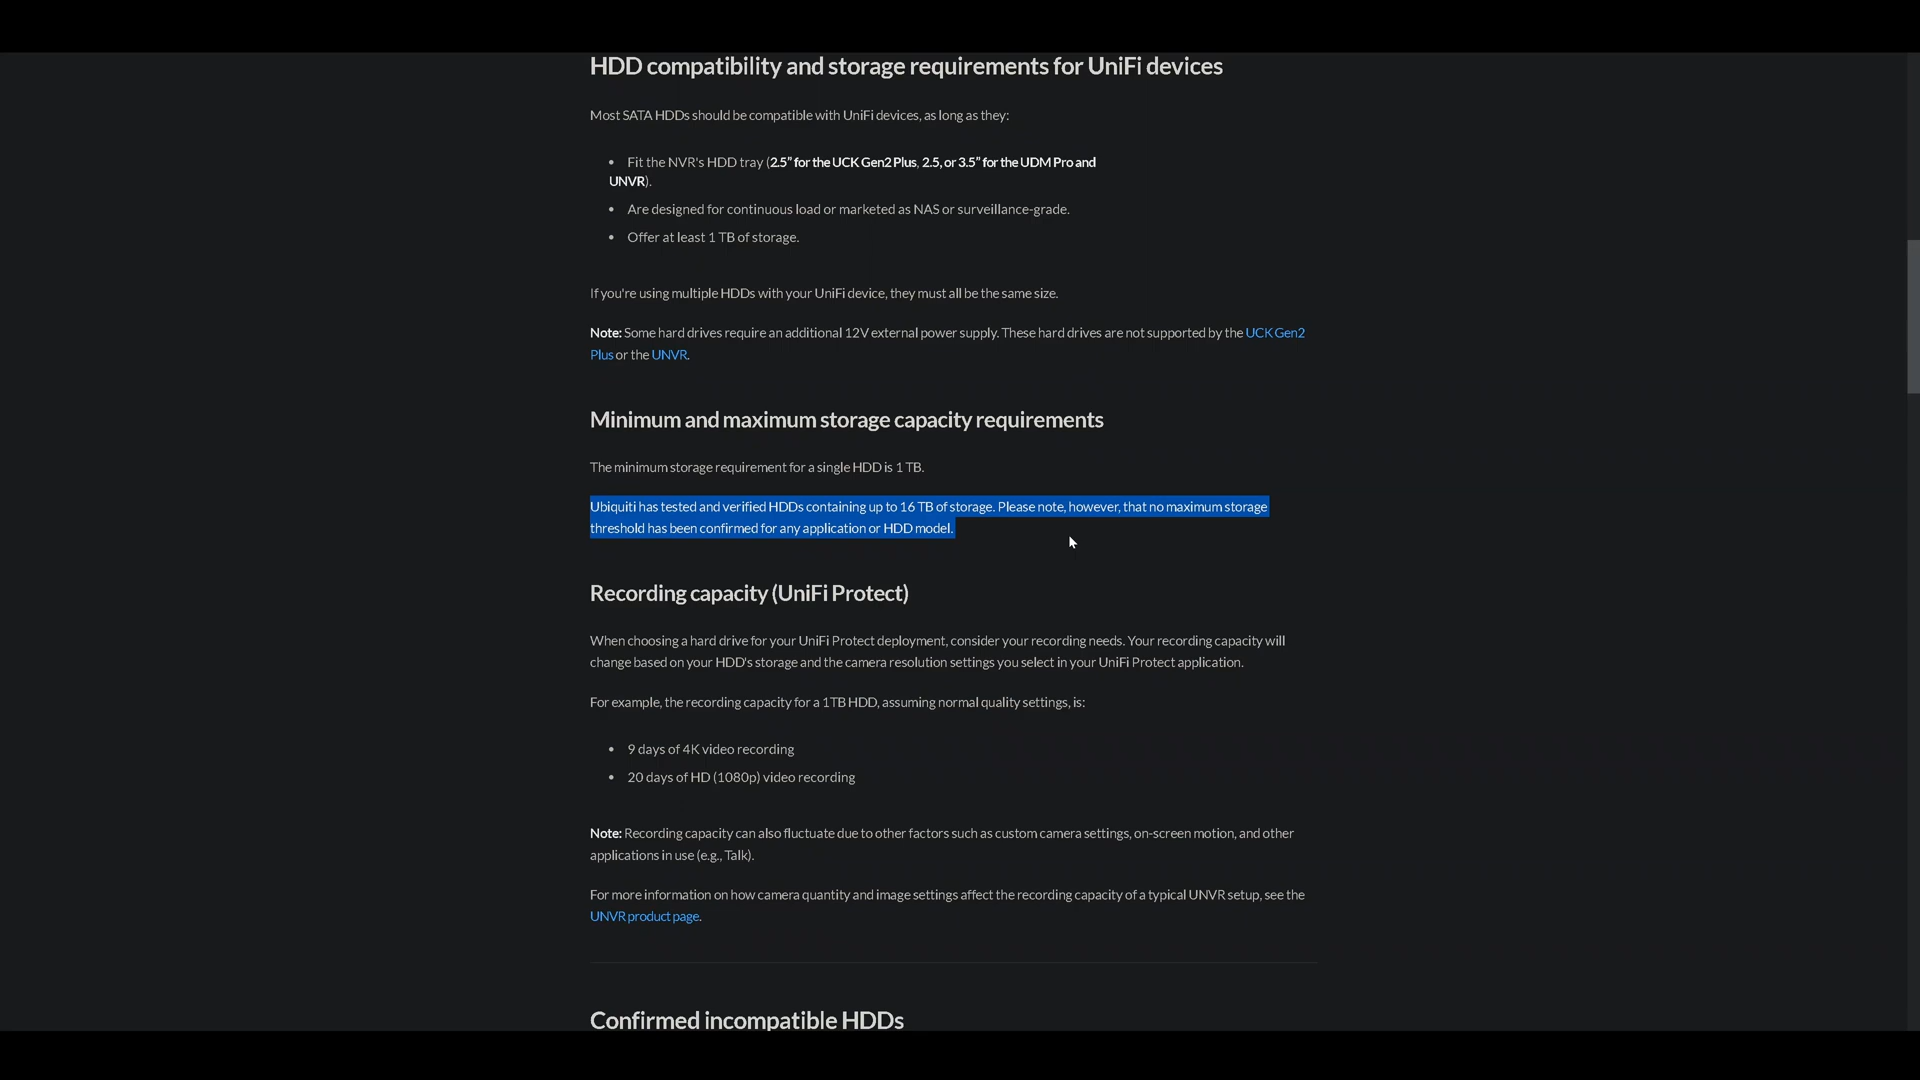 HDD compatibility and storage requirements for UniFi devices
Most SATA HDDs should be compatible with UniFi devices, as long as they:
• Fit the NVR's HDD tray (2.5” for the UCK Gen2 Plus, 2.5, or 3.5” for the UDM Pro and
UNVR).
• Are designed for continuous load or marketed as NAS or surveillance-grade.
• Offer at least 1 TB of storage.
If you're using multiple HDDs with your UniFi device, they must all be the same size.
Note: Some hard drives require an additional 12V external power supply. These hard drives are not supported by the UCK Gen2
Plus or the UNVR.
Minimum and maximum storage capacity requirements
The minimum storage requirement for a single HDD is 1 TB.
Ubiquiti has tested and verified HDDs containing up to 16 TB of storage. Please note, however, that no maximum storage
threshold has been confirmed for any application or HDD model.
Recording capacity (UniFi Protect)
When choosing a hard drive for your UniFi Protect deployment, consider your recording needs. Your recording capacity will
change based on your HDD's storage and the camera resolution settings you select in your UniFi Protect application.
For example, the recording capacity for a 1TB HDD, assuming normal quality settings, is:
• 9 days of 4K video recording
• 20 days of HD (1080p) video recording
Note: Recording capacity can also fluctuate due to other factors such as custom camera settings, on-screen motion, and other
applications in use (e.g., Talk).
For more information on how camera quantity and image settings affect the recording capacity of a typical UNVR setup, see the
UNVR product page.
Confirmed incompatible HDDs